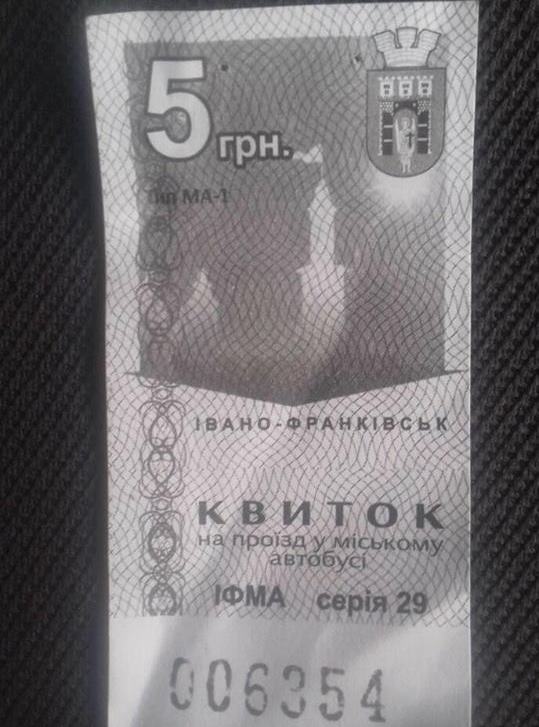 5 грн.
Тип МА-1
ІВАНО-ФРАНКІВСЬК
КВИТОК
на проїзд у міському
автобусі
ІФМА серія 29
006354